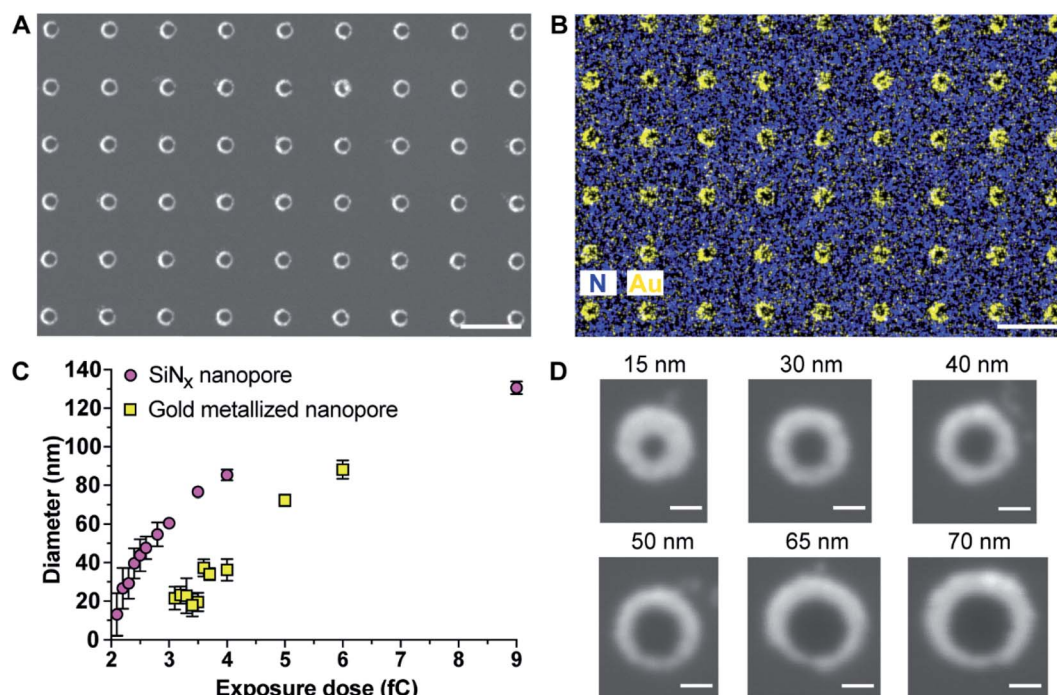 A
B
N Au
C
140
120
100
80
60
40
20
0
Diameter (nm)
SiNx nanopore
Gold metallized nanopore
2 3 4 5 6 7 8 9
Exposure dose (fC)
D
15 nm 30 nm 40 nm
50 nm 65 nm 70 nm